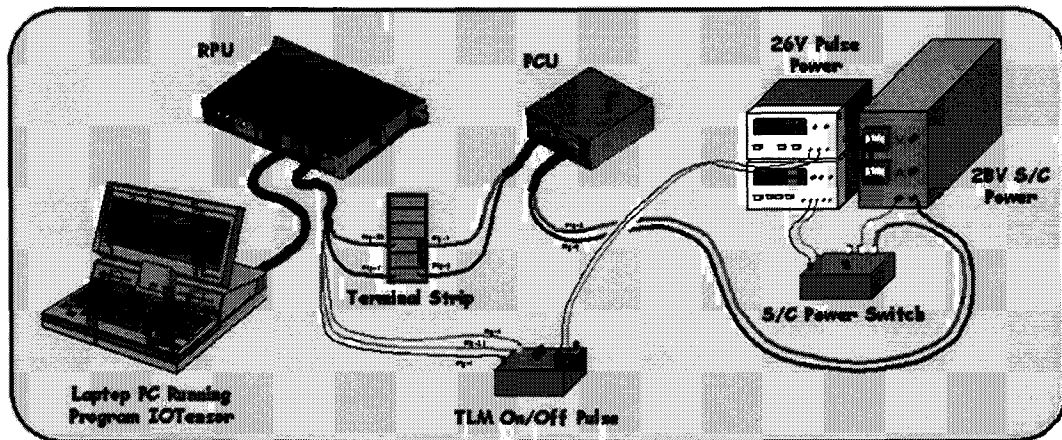 RPU
PCU
26V Pulse
Power
28V S/C
Power
Terminal Strip
S/C Power Switch
Laptop PC Running
Program IOTensor
TLM On/Off Pulse